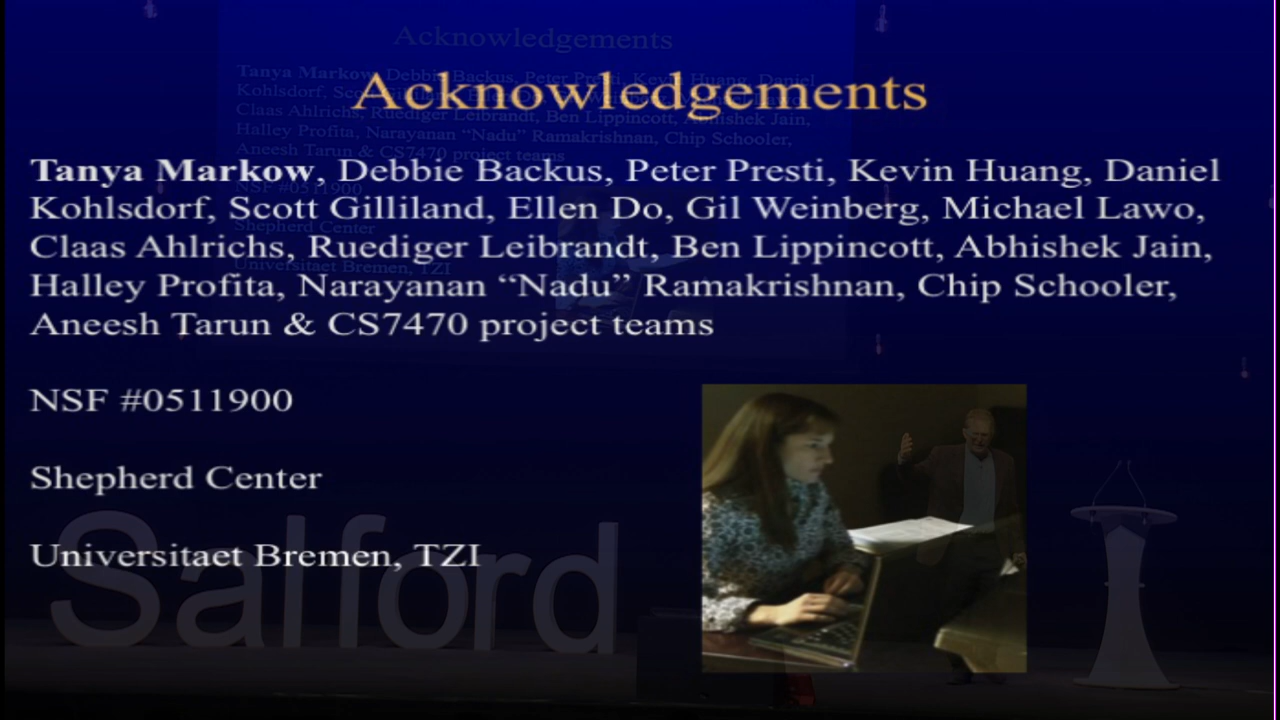 Acknowledgements
Tanya Markow, Debbie Backus, Peter Presti, Kevin Huang, Daniel
Kohlsdorf, Scott Gilliland, Ellen Do, Gil Weinberg, Michael Lawo,
Claas Ahlrichs, Ruediger Leibrandt, Ben Lippincott, Abhishek Jain,
Halley Profita, Narayanan “Nadu” Ramakrishnan, Chip Schooler,
Aneesh Tarun & CS7470 project teams
NSF #0511900
Shepherd Center
Universitaet Bremen, TZI
Salford